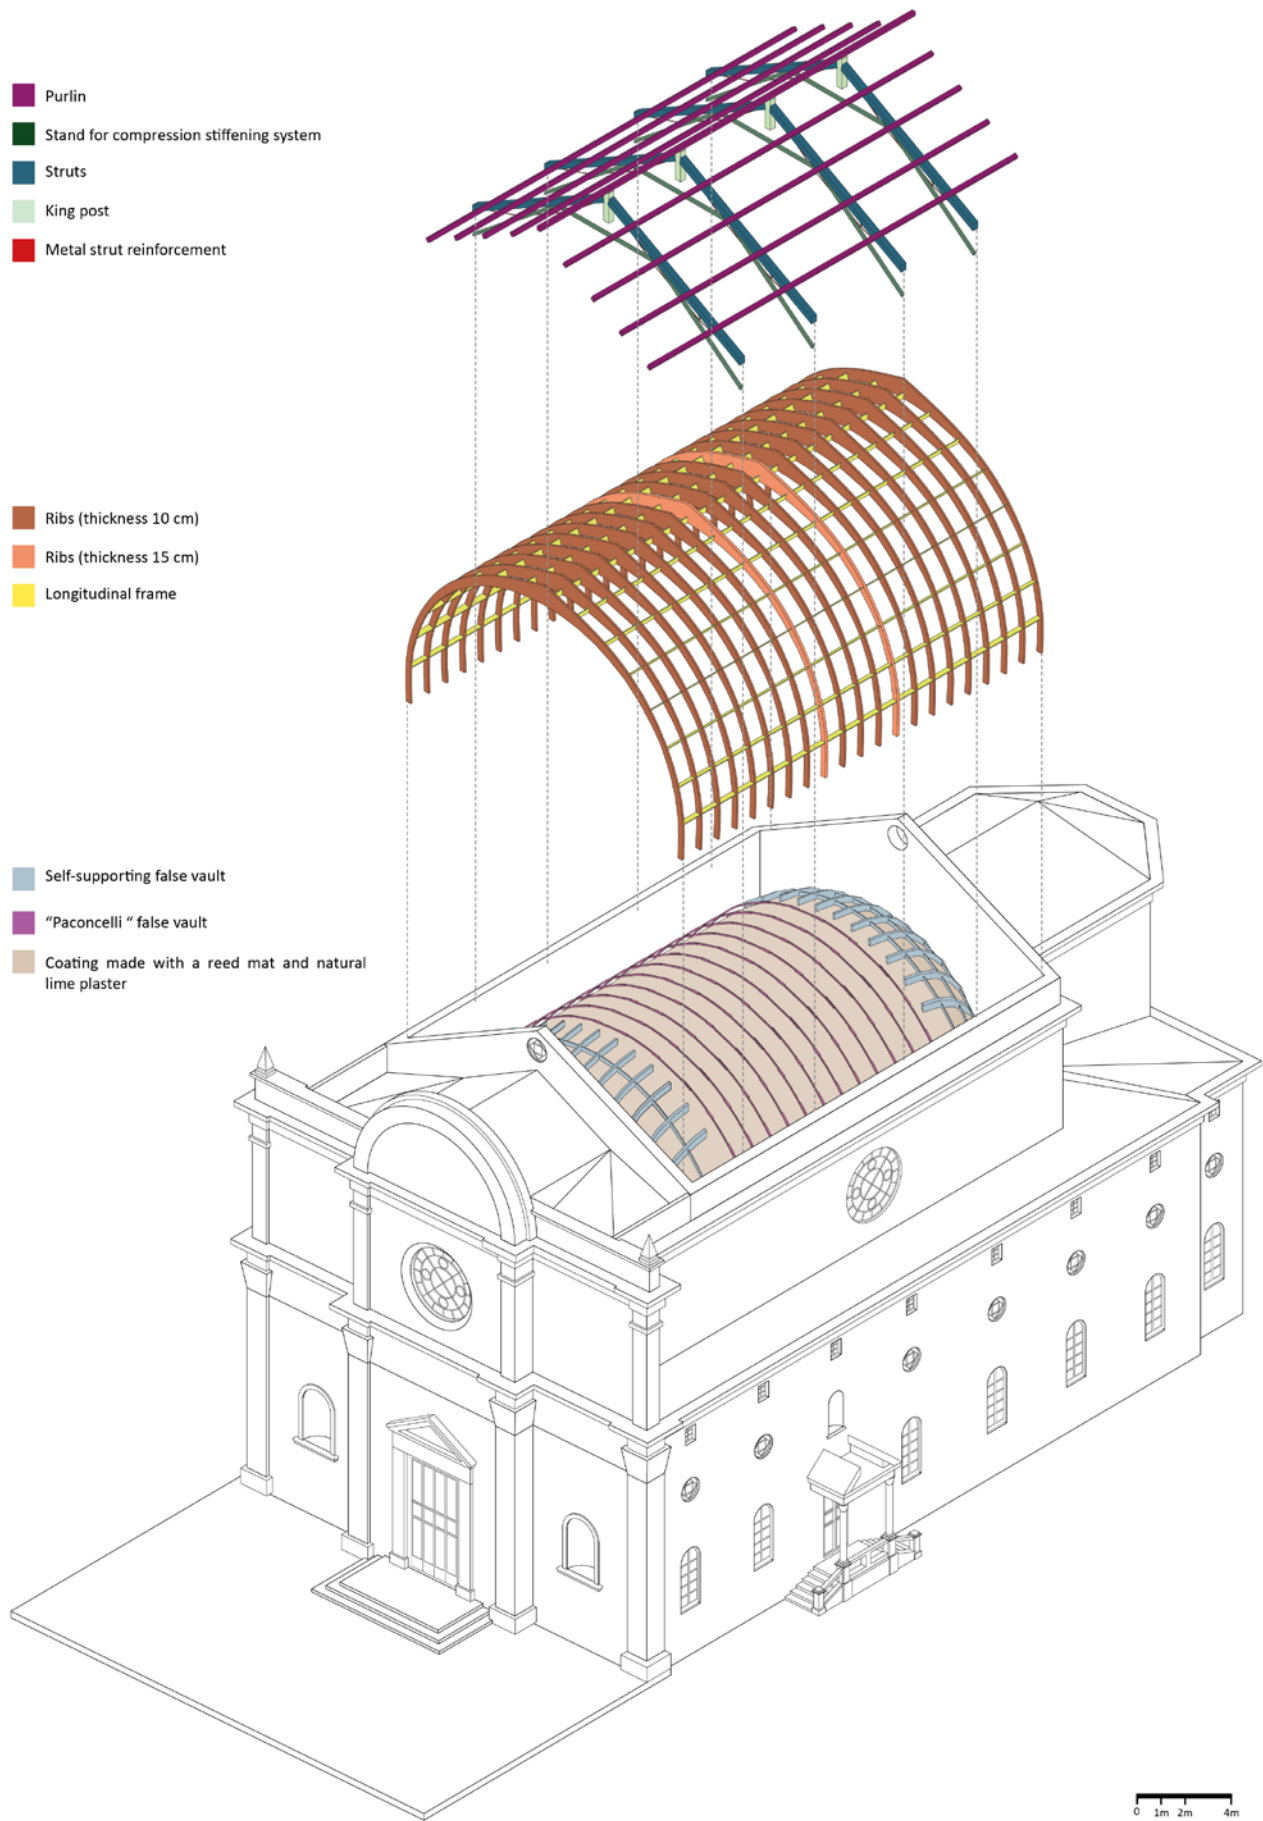 Purlin
Stand for compression stiffening system
Struts
King post
Metal strut reinforcement
Ribs (thickness 10 cm)
Ribs (thickness 15 cm)
Longitudinal frame
Self-supporting false vault
“Paconcelli “ false vault
Coating made with a reed mat and natural
lime plaster
0 1m 2m 4m